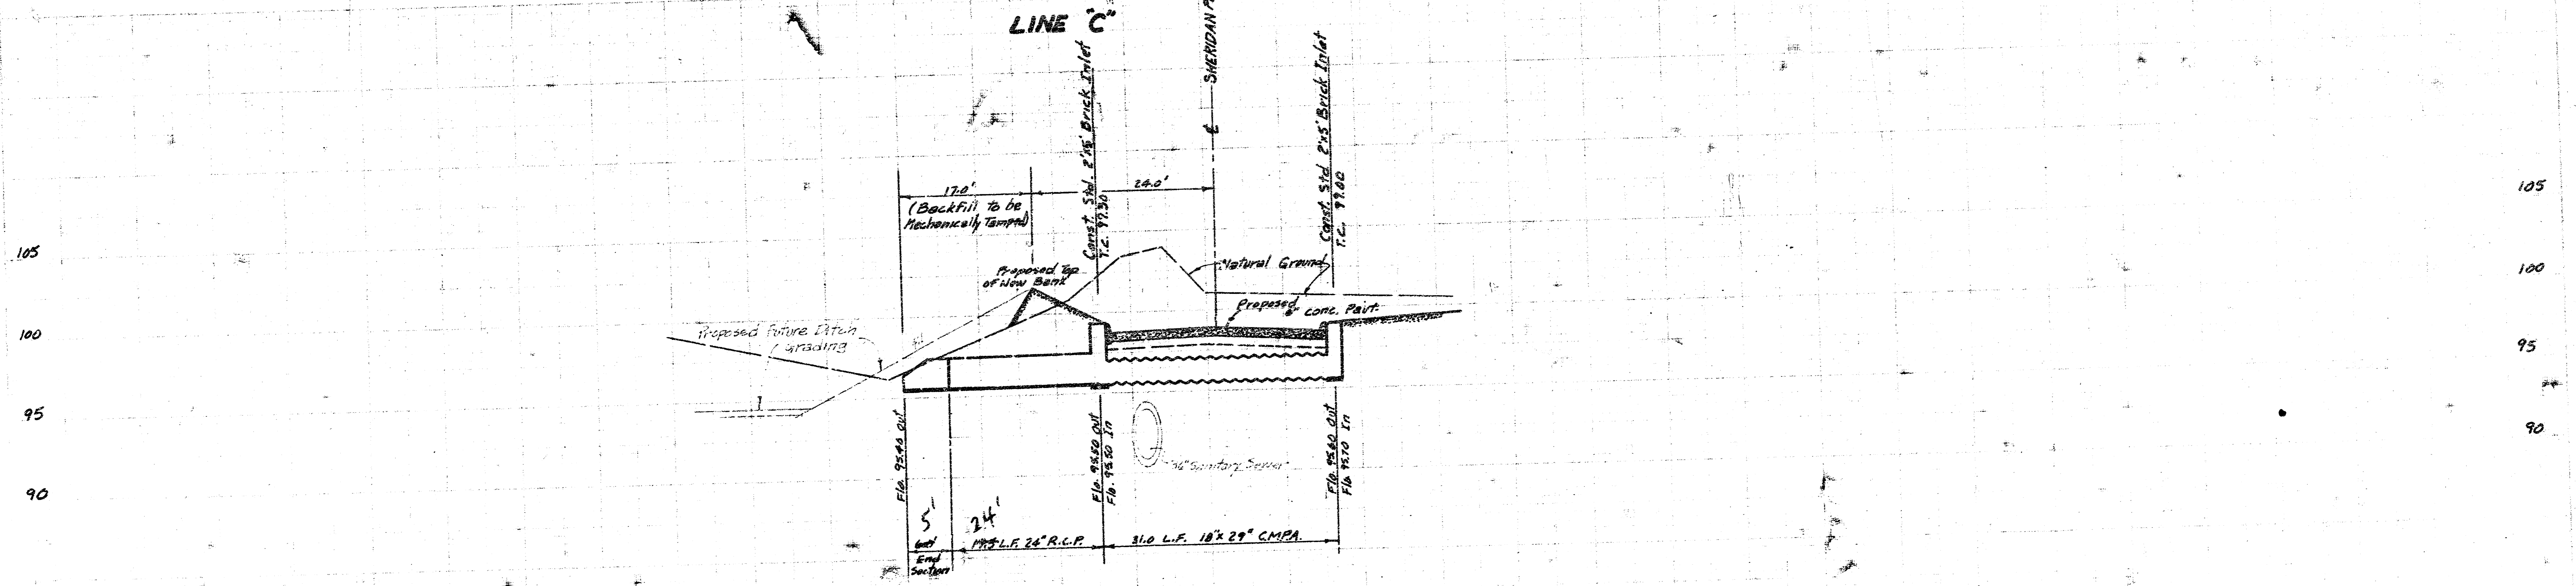 LINE "C"
SHERIDAN
℄
Const. Std. 2'x5' Brick Inlet
T.C. 99.30
Const. Std. 2'x5' Brick Inlet
T.C. 99.00
17.0'
24.0'
(Backfill to be
Mechanically Tamped)
105
100
95
90
105
100
95
90
Proposed Top
of New Bank
Natural Ground
Proposed
conc. Pavt.
Proposed Future Ditch
Grading
36" Sanitary Sewer
Flo. 95.40 Out
Flo. 95.50 Out
Flo. 95.50 In
Flo. 95.60 Out
Flo. 95.70 In
5'
24'
End
Section
L.F. 24" R.C.P.
31.0 L.F. 18" x 29" CMPA.